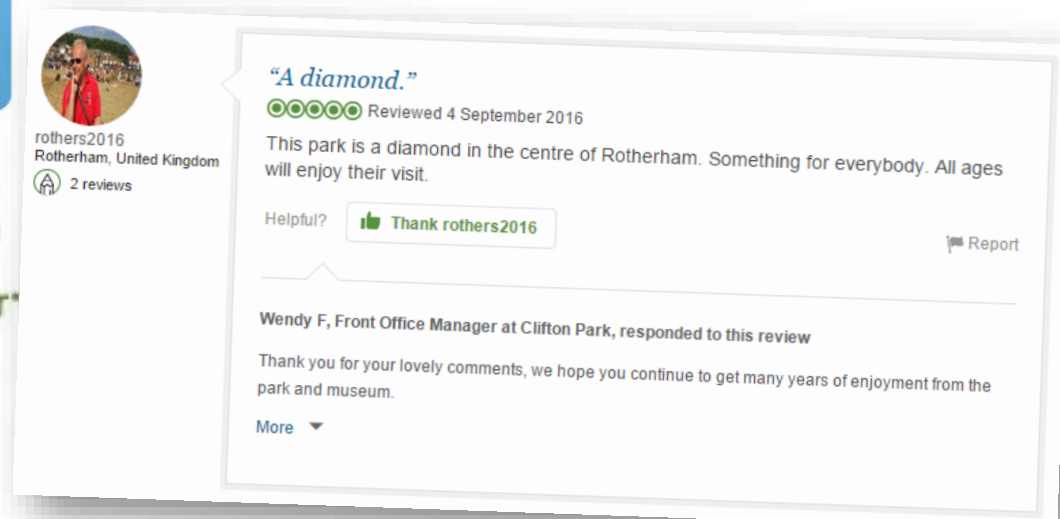 “A diamond.”
Reviewed 4 September 2016
rothers2016
Rotherham, United Kingdom
2 reviews
This park is a diamond in the centre of Rotherham. Something for everybody. All ages
will enjoy their visit.
Helpful?
Thank rothers2016
Report
Wendy F, Front Office Manager at Clifton Park, responded to this review
Thank you for your lovely comments, we hope you continue to get many years of enjoyment from the
park and museum.
More